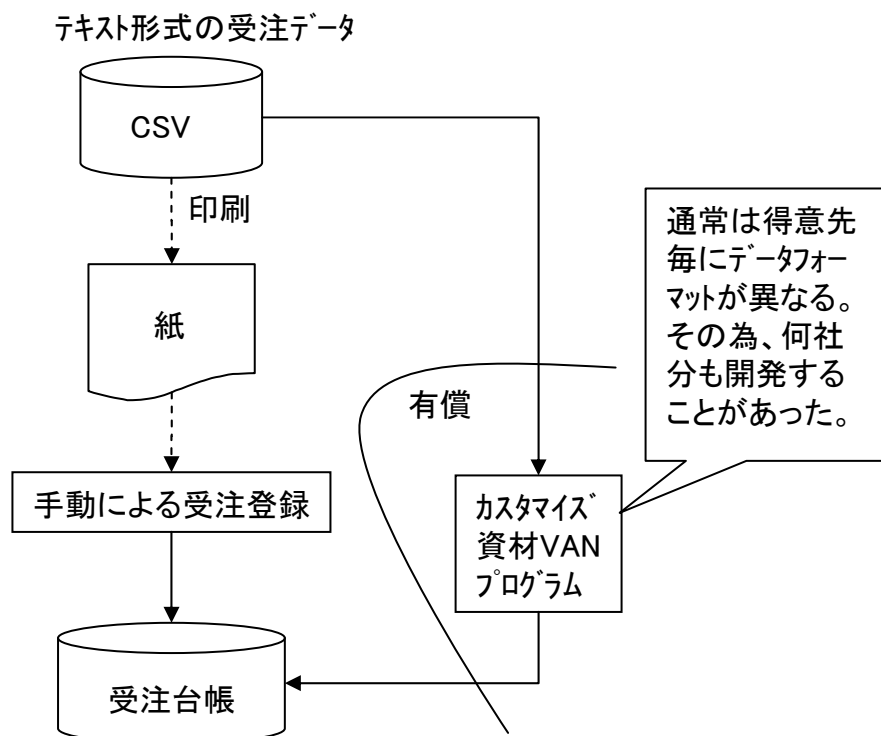 ﾃｷｽﾄ形式の受注ﾃﾞｰﾀ
CSV
印刷
紙
手動による受注登録
受注台帳
有償
ｶｽﾀﾏｲｽﾞ
資材VAN
ﾌﾟﾛｸﾞﾗﾑ
通常は得意先
毎にﾃﾞｰﾀﾌｫｰ
ﾏｯﾄが異なる。
その為、何社
分も開発する
ことがあった。